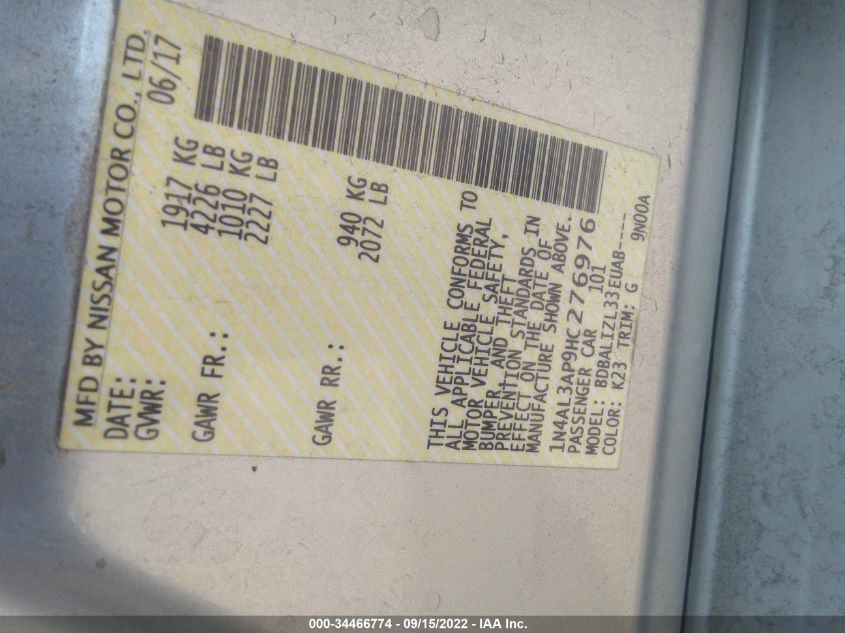 MFD BY NISSAN MOTOR CO., LTD.
DATE: 06/17
GVWR: 1917 KG
4226 LB
GAWR FR.: 1010 KG
2227 LB
GAWR RR.: 940 KG
2072 LB
THIS VEHICLE CONFORMS TO
ALL APPLICABLE FEDERAL
MOTOR VEHICLE SAFETY,
BUMPER, AND THEFT
PREVENTION STANDARDS IN
EFFECT ON THE DATE OF
MANUFACTURE SHOWN ABOVE.
1N4AL3AP9HC276976
PASSENGER CAR 101
MODEL: BDBALIZL33EUAB----
COLOR: K23 TRIM: G 9N00A
000-34466774 - 09/15/2022 - IAA Inc.